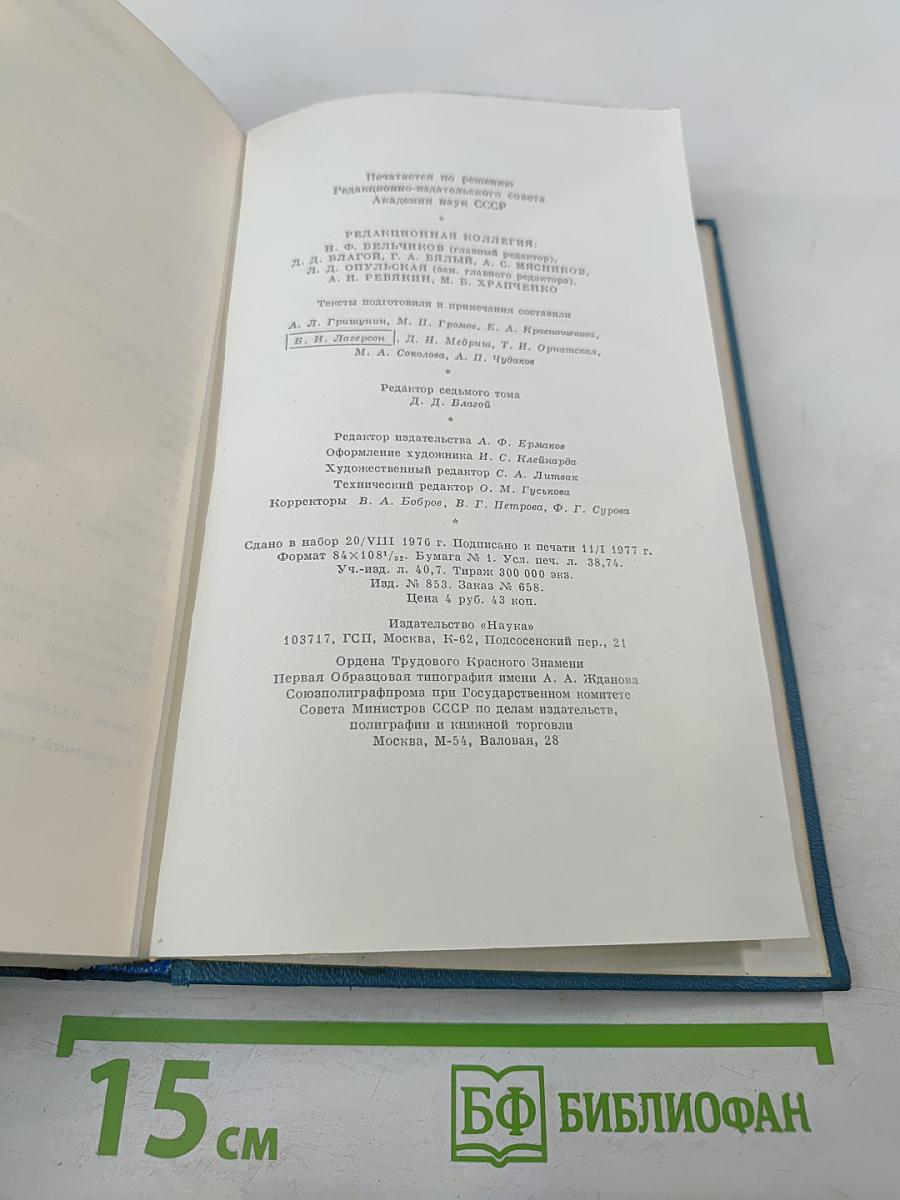 Печатается по решению
Редакционно-издательского совета
Академии наук СССР
*
РЕДАКЦИОННАЯ КОЛЛЕГИЯ:
Н. Ф. БЕЛЬЧИКОВ (главный редактор),
Д. Д. БЛАГОЙ, Г. А. БЯЛЫЙ, А. С. МЯСНИКОВ,
Л. Д. ОПУЛЬСКАЯ (зам. главного редактора),
А. И. РЕВЯКИН, М. Б. ХРАПЧЕНКО
Тексты подготовили и примечания составили
А. Л. Гришунин, М. П. Громов, Е. А. Краснощекова,
Б. И. Лазерсон, Д. Н. Медриш, Т. И. Орнатская,
М. А. Соколова, А. П. Чудаков
*
Редактор седьмого тома
Д. Д. Благой
*
Редактор издательства А. Ф. Ермаков
Оформление художника И. С. Клейнарда
Художественный редактор С. А. Литвак
Технический редактор О. М. Гуськова
Корректоры В. А. Бобров, В. Г. Петрова, Ф. Г. Сурова
*
Сдано в набор 20/VIII 1976 г. Подписано к печати 11/I 1977 г.
Формат 84×108¹/₃₂. Бумага № 1. Усл. печ. л. 38,74.
Уч.-изд. л. 40,7. Тираж 300 000 экз.
Изд. № 853. Заказ № 658.
Цена 4 руб. 43 коп.
Издательство «Наука»
103717, ГСП, Москва, К-62, Подсосенский пер., 21
Ордена Трудового Красного Знамени
Первая Образцовая типография имени А. А. Жданова
Союзполиграфпрома при Государственном комитете
Совета Министров СССР по делам издательств,
полиграфии и книжной торговли
Москва, М-54, Валовая, 28
15 см
БФ БИБЛИОФАН